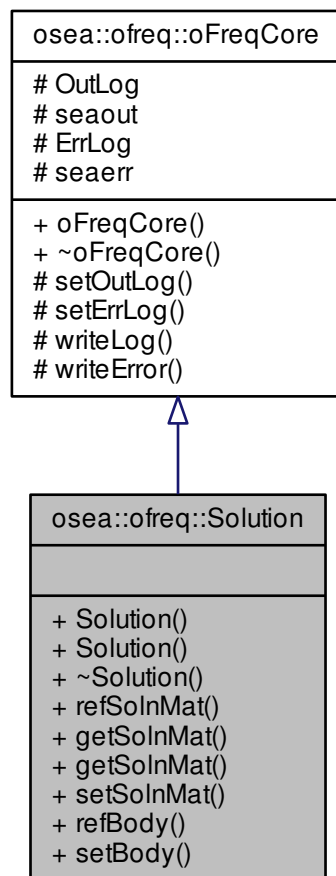 osea::ofreq::oFreqCore
# OutLog
# seaout
# ErrLog
# seaerr
+ oFreqCore()
+ ~oFreqCore()
# setOutLog()
# setErrLog()
# writeLog()
# writeError()
osea::ofreq::Solution
+ Solution()
+ Solution()
+ ~Solution()
+ refSolnMat()
+ getSolnMat()
+ getSolnMat()
+ setSolnMat()
+ refBody()
+ setBody()